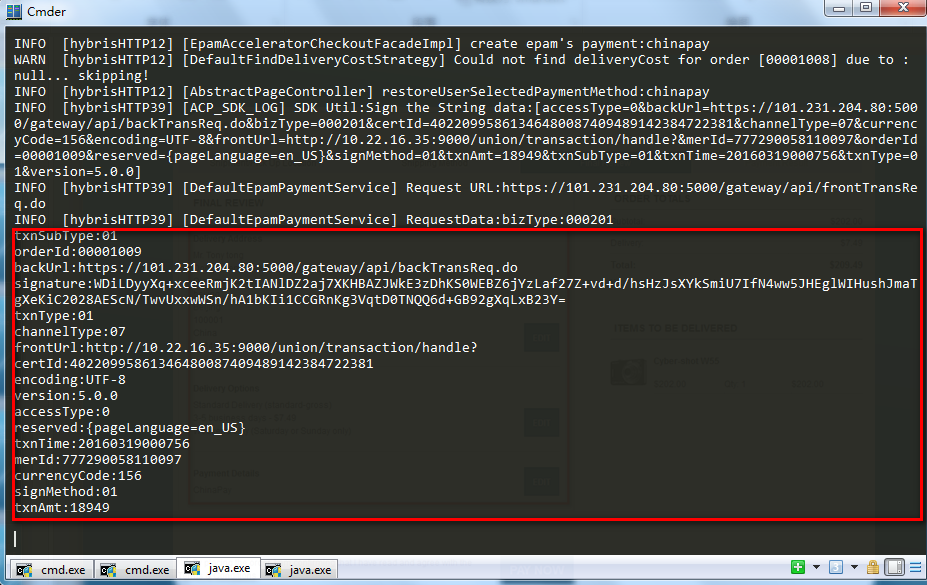 Cmder
INFO  [hybrisHTTP12] [EpamAcceleratorCheckoutFacadeImpl] create epam's payment:chinapay
WARN  [hybrisHTTP12] [DefaultFindDeliveryCostStrategy] Could not find deliveryCost for order [00001008] due to :
null... skipping!
INFO  [hybrisHTTP12] [AbstractPageController] restoreUserSelectedPaymentMethod:chinapay
INFO  [hybrisHTTP39] [ACP_SDK_LOG] SDK Util:Sign the String data:[accessType=0&backUrl=https://101.231.204.80:500
0/gateway/api/backTransReq.do&bizType=000201&certId=40220995861346480087409489142384722381&channelType=07&curren
cyCode=156&encoding=UTF-8&frontUrl=http://10.22.16.35:9000/union/transaction/handle?&merId=777290058110097&orderId
=00001009&reserved={pageLanguage=en_US}&signMethod=01&txnAmt=18949&txnSubType=01&txnTime=20160319000756&txnType=0
1&version=5.0.0]
INFO  [hybrisHTTP39] [DefaultEpamPaymentService] Request URL:https://101.231.204.80:5000/gateway/api/frontTransRe
q.do
INFO  [hybrisHTTP39] [DefaultEpamPaymentService] RequestData:bizType:000201
txnSubType:01
orderId:00001009
backUrl:https://101.231.204.80:5000/gateway/api/backTransReq.do
signature:WDiLDyyXq+xceeRmjK2tIANlDZ2aj7XKHBAZJWkE3zDhKS0WEBZ6jYzLaf27Z+vd+d/hsHzJsXYkSmiU7IfN4ww5JHEglWIHushJmaT
gXeKiC2028AEScN/TwvUxxwWSn/hA1bKIi1CCGRnKg3VqtD0TNQQ6d+GB92gXqLxB23Y=
txnType:01
channelType:07
frontUrl:http://10.22.16.35:9000/union/transaction/handle?
certId:40220995861346480087409489142384722381
encoding:UTF-8
version:5.0.0
accessType:0
reserved:{pageLanguage=en_US}
txnTime:20160319000756
merId:777290058110097
currencyCode:156
signMethod:01
txnAmt:18949
cmd.exe cmd.exe java.exe java.exe